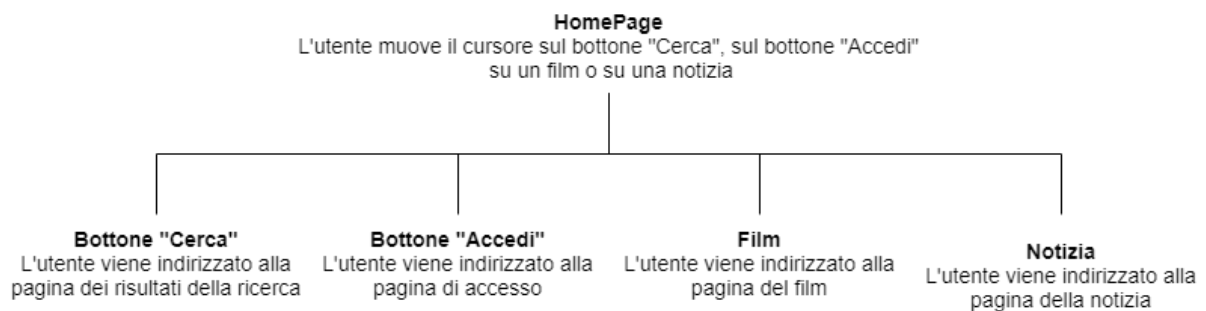 HomePage
L'utente muove il cursore sul bottone "Cerca", sul bottone "Accedi"
su un film o su una notizia
Bottone "Cerca"
L'utente viene indirizzato alla
pagina dei risultati della ricerca
Bottone "Accedi"
L'utente viene indirizzato alla
pagina di accesso
Film
L'utente viene indirizzato alla
pagina del film
Notizia
L'utente viene indirizzato alla
pagina della notizia